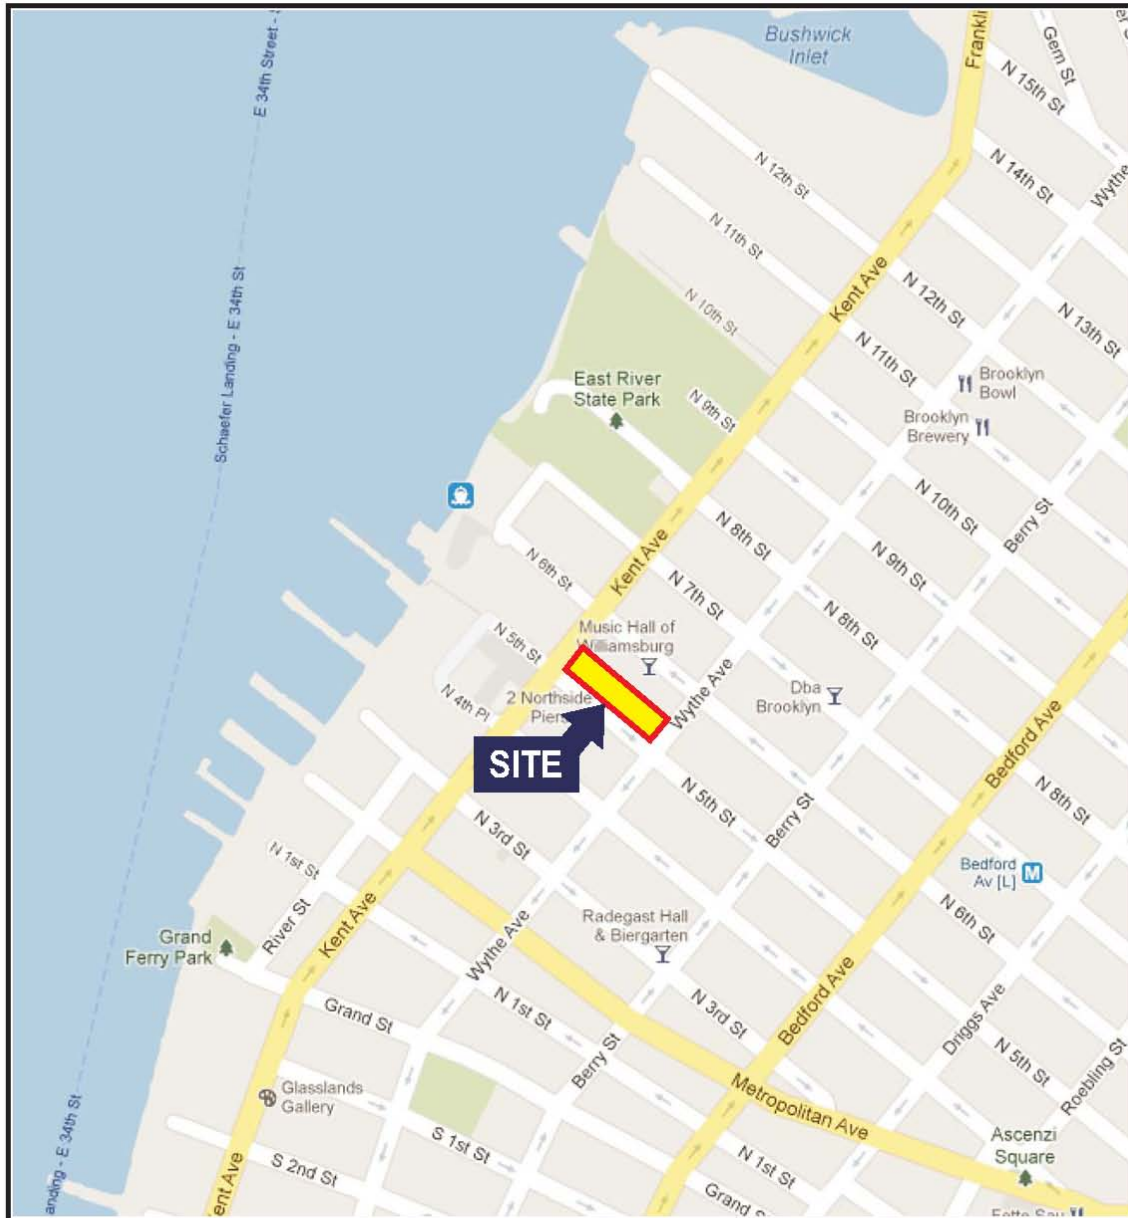 Bushwick
Inlet
E 34th Street - S
Frankli
Gem St
N 15th St
N 14th St
Wythe
N 12th St
N 11th St
N 10th St
Kent Ave
N 12th St
N 13th St
N 11th St
Schaefer Landing - E 34th St
East River
State Park
N 9th St
Brooklyn
Bowl
Brooklyn
Brewery
N 10th St
Berry St
N 8th St
N 9th St
Kent Ave
N 6th St
N 7th St
N 8th St
Music Hall of
Williamsburg
N 5th St
Wythe Ave
Dba
Brooklyn
N 4th Pl
2 Northside
Piers
SITE
Bedford Ave
N 5th St
Berry St
N 8th St
N 3rd St
N 1st St
Bedford
Av [L]
M
River St
Kent Ave
Grand
Ferry Park
Wythe Ave
Radegast Hall
& Biergarten
N 6th St
Bedford Ave
Driggs Ave
N 1st St
N 3rd St
Grand St
N 5th St
Roebling St
Berry St
Glasslands
Gallery
Metropolitan Ave
S 1st St
Ascenzi
Square
N 1st St
S 2nd St
anding - E 34th St
ent Ave
Grand S
Fette Sau